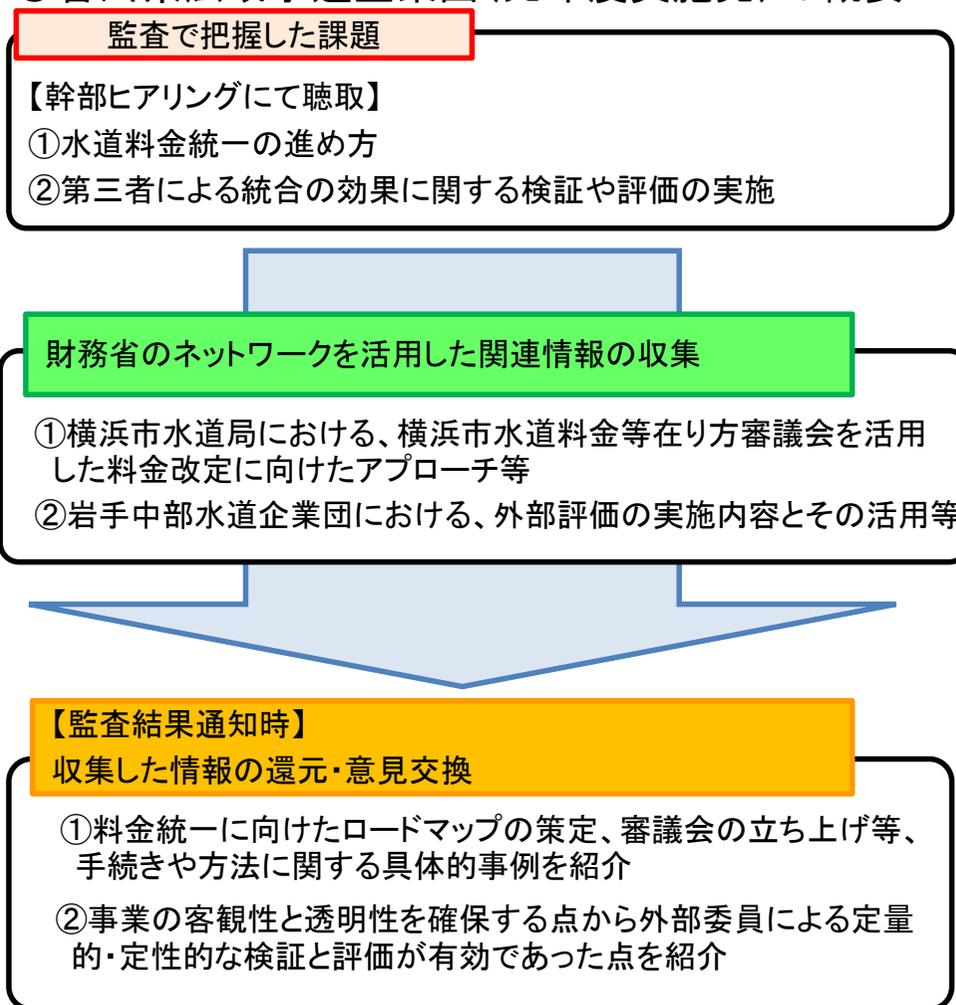 監査で把握した課題
【幹部ヒアリングにて聴取】
①水道料金統一の進め方
②第三者による統合の効果に関する検証や評価の実施
財務省のネットワークを活用した関連情報の収集
①横浜市水道局における、横浜市水道料金等在り方審議会を活用
した料金改定に向けたアプローチ等
②岩手中部水道企業団における、外部評価の実施内容とその活用等
【監査結果通知時】
収集した情報の還元・意見交換
①料金統一に向けたロードマップの策定、審議会の立ち上げ等、
手続きや方法に関する具体的事例を紹介
②事業の客観性と透明性を確保する点から外部委員による定量
的・定性的な検証と評価が有効であった点を紹介